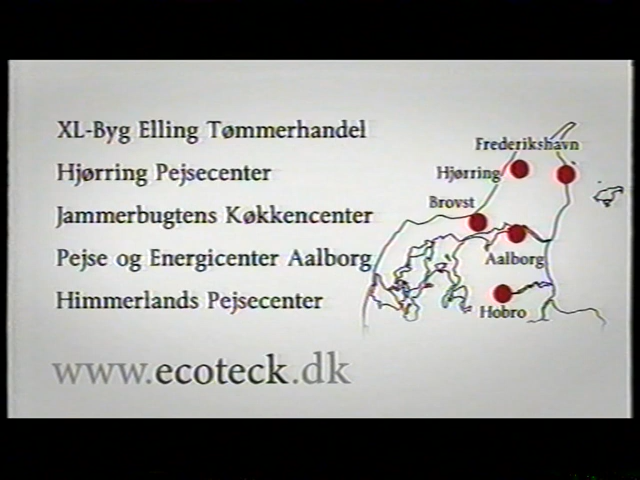 XL-Byg Elling Tømmerhandel
Hjørring Pejsecenter
Jammerbugtens Køkkencenter
Pejse og Energicenter Aalborg
Himmerlands Pejsecenter
www.ecoteck.dk
Frederikshavn
Hjørring
Brovst
Aalborg
Hobro